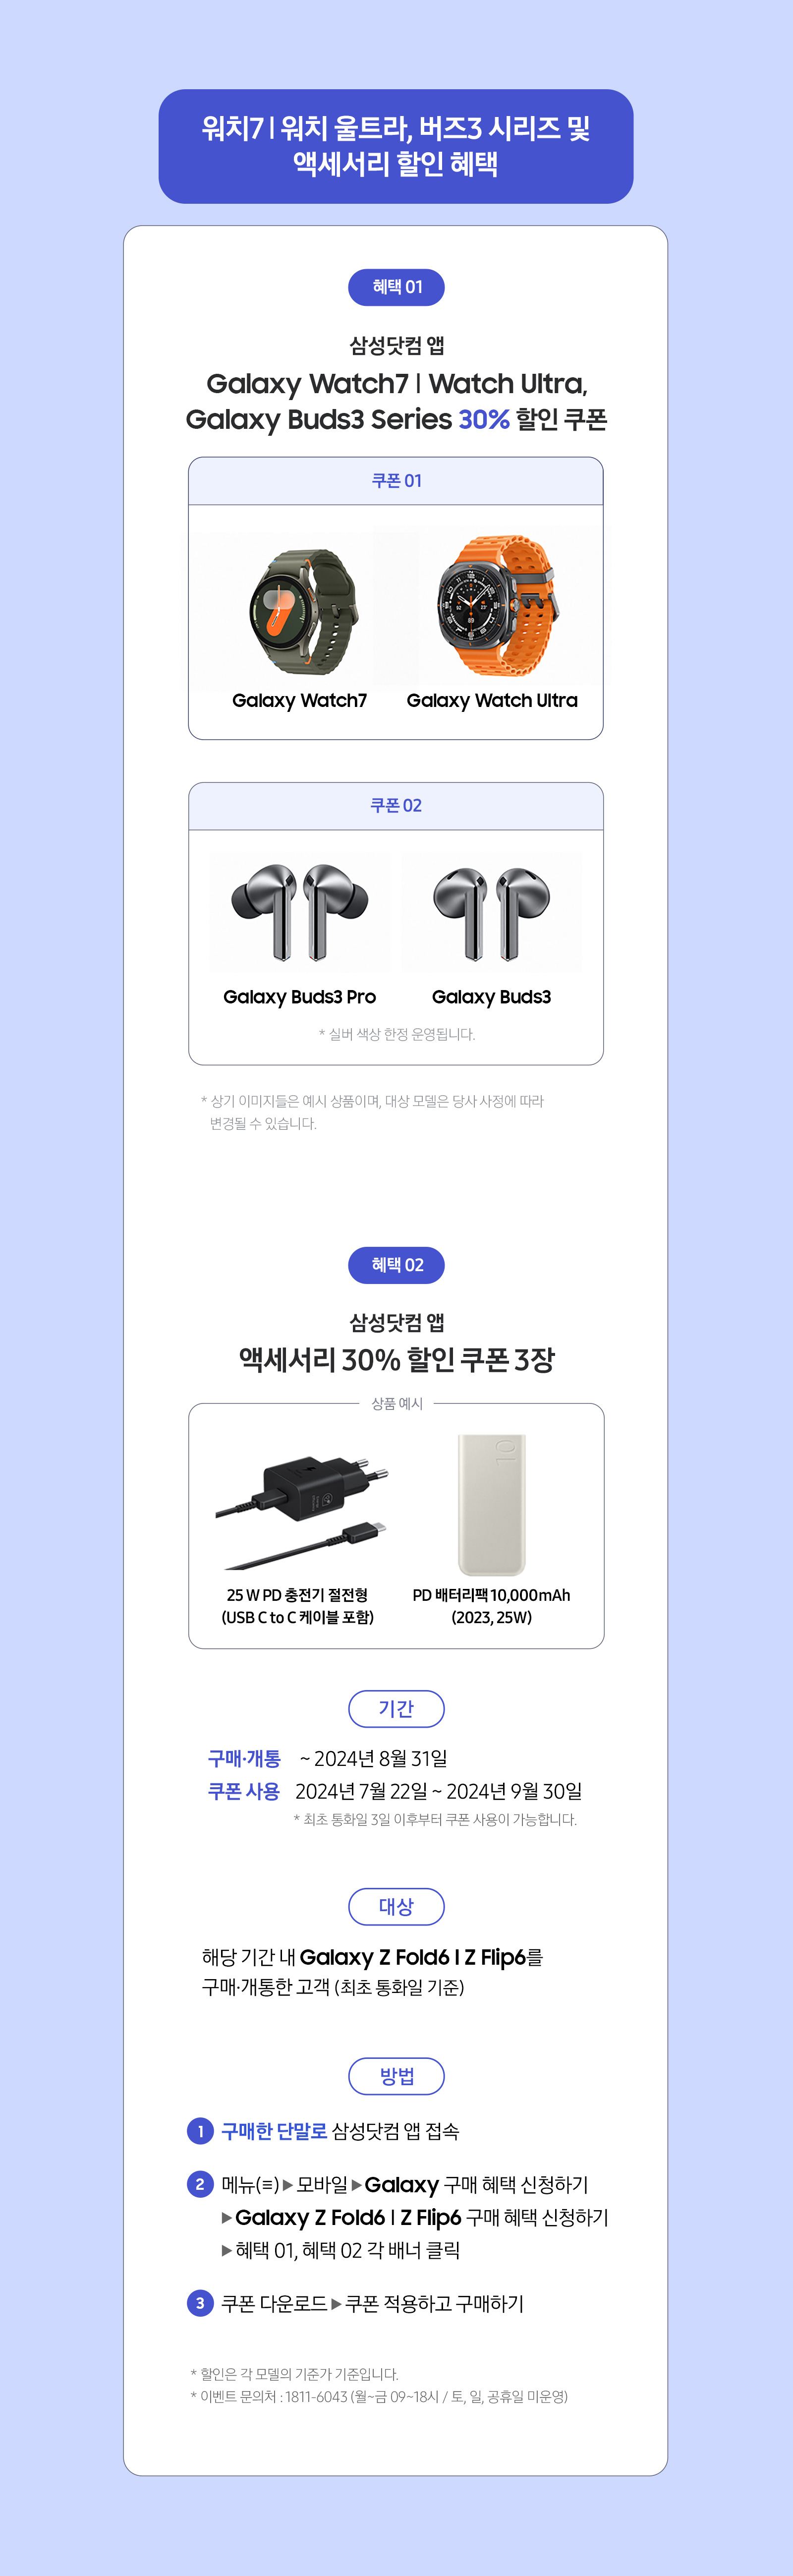 워치7 | 워치 울트라, 버즈3 시리즈 및
액세서리 할인 혜택
혜택 01
삼성닷컴 앱
Galaxy Watch7 | Watch Ultra,
Galaxy Buds3 Series 30% 할인 쿠폰
쿠폰 01
Galaxy Watch7
Galaxy Watch Ultra
쿠폰 02
Galaxy Buds3 Pro
Galaxy Buds3
* 실버 색상 한정 운영됩니다.
* 상기 이미지들은 예시 상품이며, 대상 모델은 당사 사정에 따라
변경될 수 있습니다.
혜택 02
삼성닷컴 앱
액세서리 30% 할인 쿠폰 3장
상품 예시
10
25 W PD 충전기 절전형
(USB C to C 케이블 포함)
PD 배터리팩 10,000mAh
(2023, 25W)
기간
구매·개통 ~ 2024년 8월 31일
쿠폰 사용 2024년 7월 22일 ~ 2024년 9월 30일
* 최초 통화일 3일 이후부터 쿠폰 사용이 가능합니다.
대상
해당 기간 내 Galaxy Z Fold6 | Z Flip6를
구매·개통한 고객 (최초 통화일 기준)
방법
1 구매한 단말로 삼성닷컴 앱 접속
2 메뉴(≡) ▶ 모바일 ▶ Galaxy 구매 혜택 신청하기
▶ Galaxy Z Fold6 | Z Flip6 구매 혜택 신청하기
▶ 혜택 01, 혜택 02 각 배너 클릭
3 쿠폰 다운로드 ▶ 쿠폰 적용하고 구매하기
* 할인은 각 모델의 기준가 기준입니다.
* 이벤트 문의처 : 1811-6043 (월~금 09~18시 / 토, 일, 공휴일 미운영)